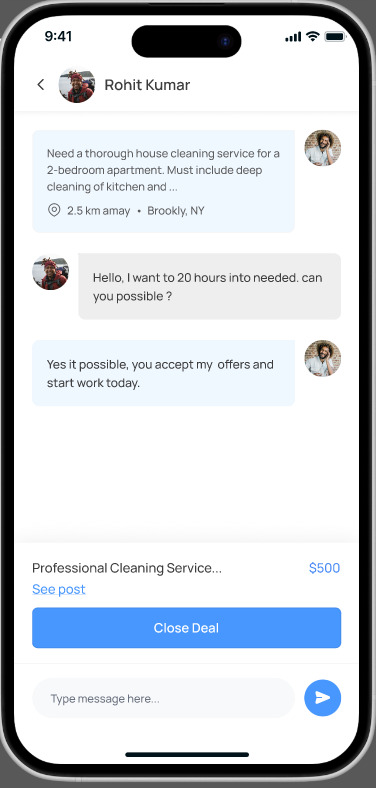 9:41
Rohit Kumar
Need a thorough house cleaning service for a
2-bedroom apartment. Must include deep
cleaning of kitchen and ...
2.5 km amay • Brookly, NY
Hello, I want to 20 hours into needed. can
you possible ?
Yes it possible, you accept my offers and
start work today.
Professional Cleaning Service... $500
See post
Close Deal
Type message here...